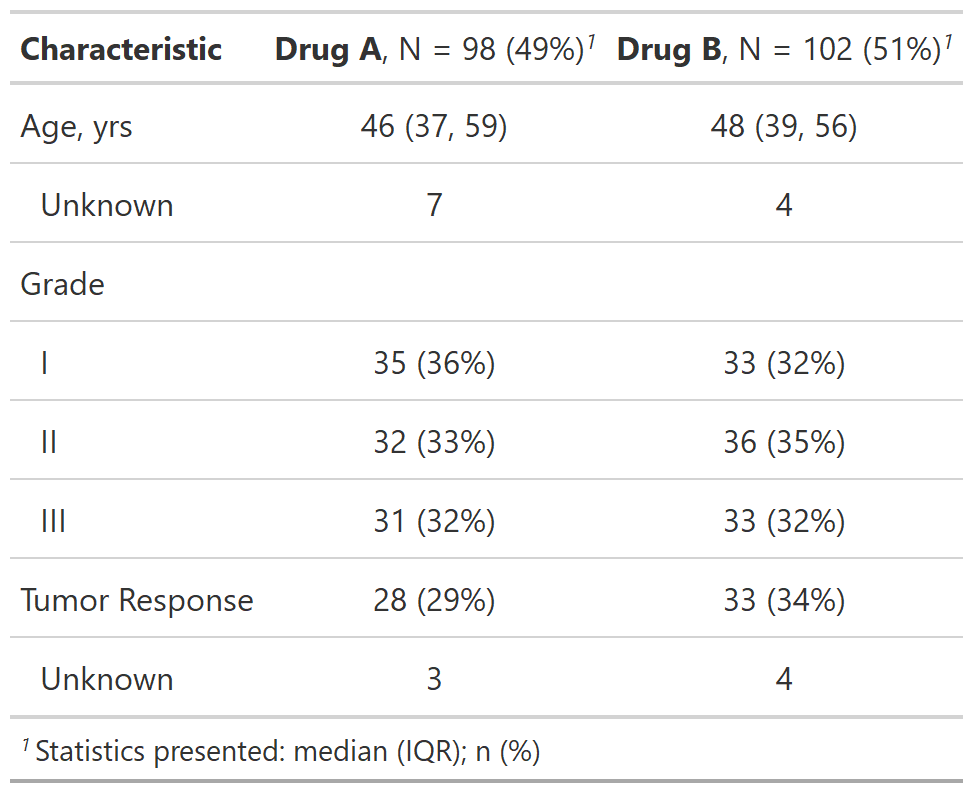 Characteristic Drug A, N = 98 (49%)¹ Drug B, N = 102 (51%)¹
Age, yrs 46 (37, 59) 48 (39, 56)
Unknown 7 4
Grade
I 35 (36%) 33 (32%)
II 32 (33%) 36 (35%)
III 31 (32%) 33 (32%)
Tumor Response 28 (29%) 33 (34%)
Unknown 3 4
¹ Statistics presented: median (IQR); n (%)